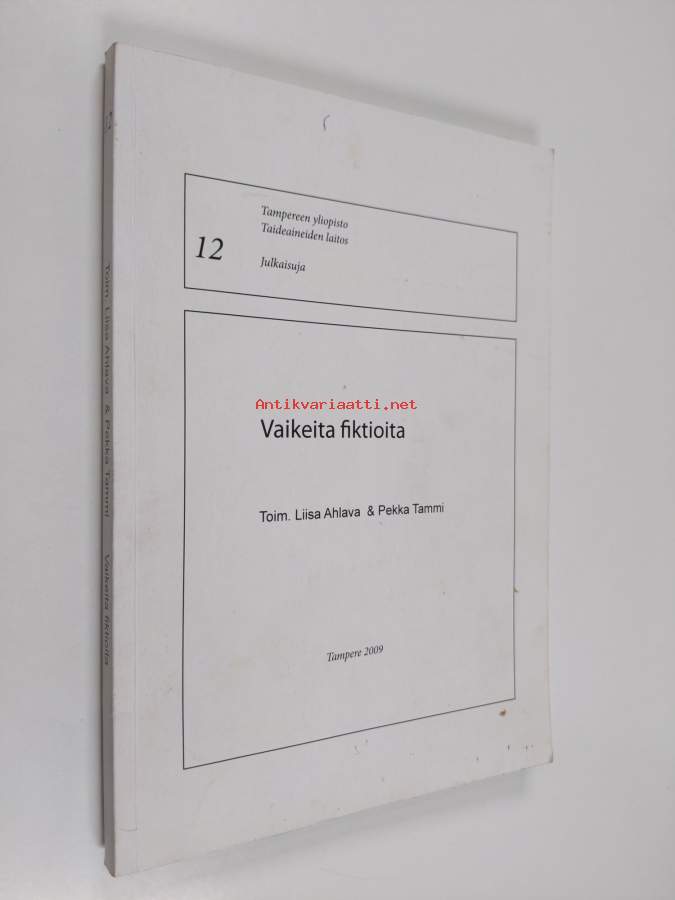 12
Tampereen yliopisto
Taideaineiden laitos
Julkaisuja
Antikvariaatti.net
Vaikeita fiktioita
Toim. Liisa Ahlava & Pekka Tammi
Tampere 2009
Toim. Liisa Ahlava & Pekka Tammi Vaikeita fiktioita